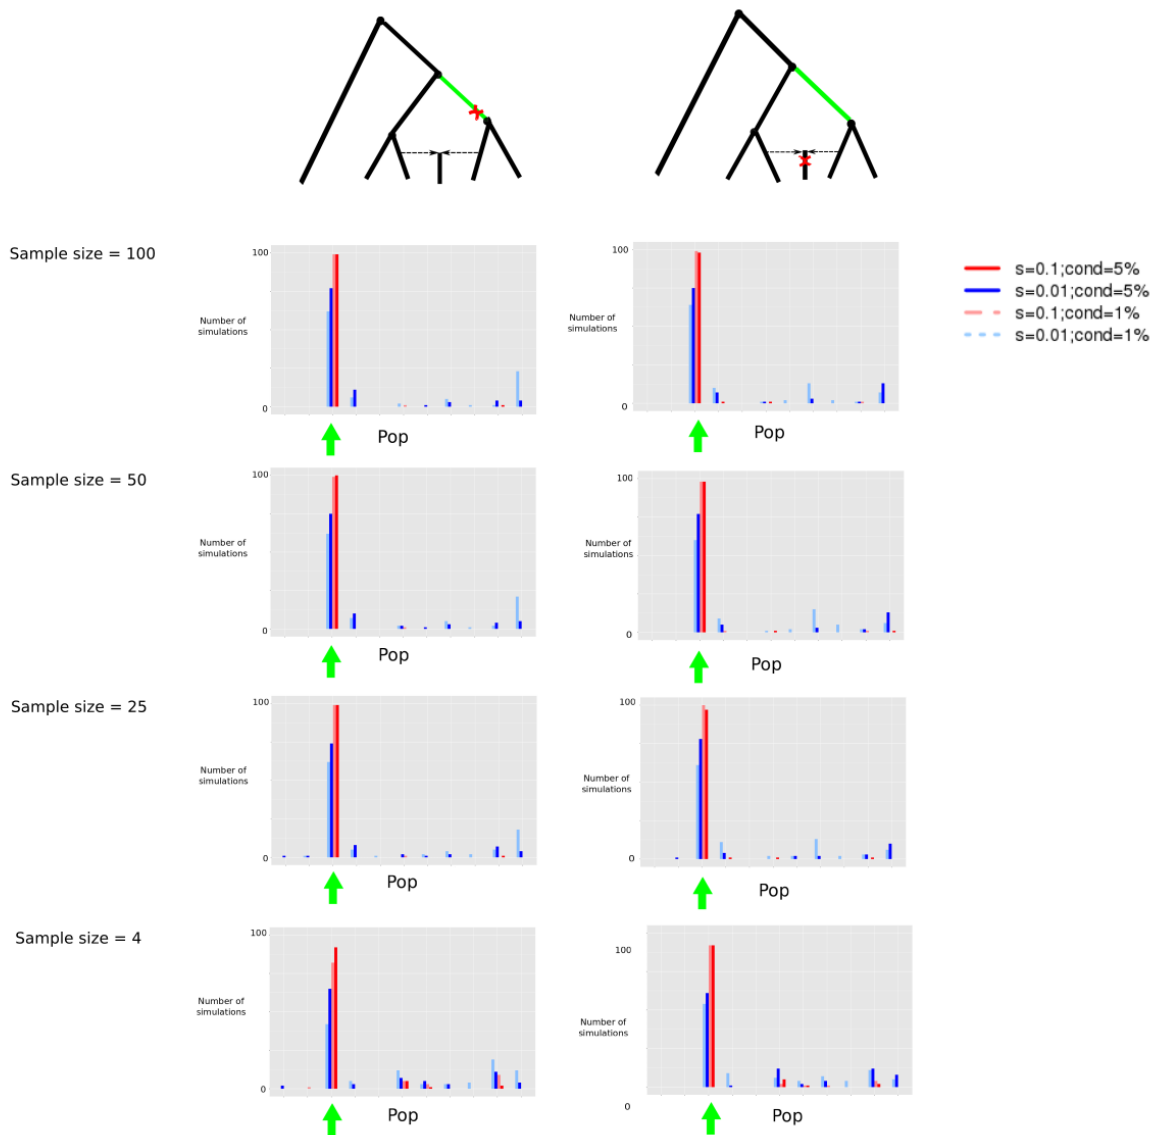 Sample size = 100
100
Number of
simulations
0
Pop
100
Number of
simulations
0
Pop
s=0.1;cond=5%
s=0.01;cond=5%
s=0.1;cond=1%
s=0.01;cond=1%
Sample size = 50
100
Number of
simulations
0
Pop
100
Number of
simulations
0
Pop
Sample size = 25
100
Number of
simulations
0
Pop
100
Number of
simulations
0
Pop
Sample size = 4
100
Number of
simulations
0
Pop
100
Number of
simulations
0
Pop